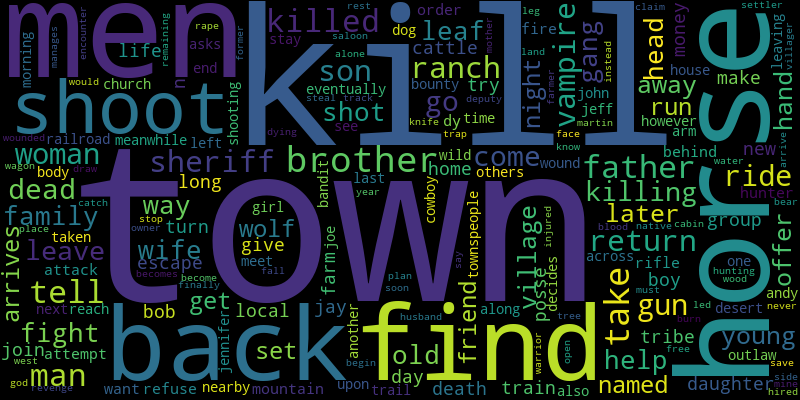 men
kill
horse
town
shoot
back
find
killed
leaf
vampire
gang
head
money
order
stay
dog
fire
leg
land
claim
settler
rape
rest
saloon
alone
mother
encounter
former
manages
remaining
morning
life
asks
end
church
would
shooting
cattle
son
ranch
try
night
house
leaving
villager
away
make
eventually
bounty
john
shot
go
dy
time
jeff
run
hand
steal
track
deputy
farmer
instead
railroad
meanwhile
left
see
knife
trap
martin
face
know
however
arm
arrive
wounded
draw
dying
woman
sheriff
brother
come
wild
home
others
wound
father
behind
new
wagon
body
long
bandit
last
year
cowboy
killing
ride
water
hunter
dead
way
girl
wolf
townspeople
village
injured
later
group
bear
catch
family
place
taken
stop
owner
turn
give
meet
fall
joe
farm
say
posse
decides
return
blood
native
cabin
offer
across
rifle
one
hunting
wood
arrives
leave
attack
wife
escape
becomes
become
finally
plan
soon
boy
must
desert
andy
never
tell
next
reach
bob
get
local
jay
along
friend
take
gun
led
young
fight
jennifer
set
another
husband
old
tree
tribe
free
burn
outlaw
save
join
attempt
west
man
begin
day
warrior
open
help
side
mine
god
revenge
want
refuse
nearby
mountain
upon
trail
death
train
also
named
daughter
hired